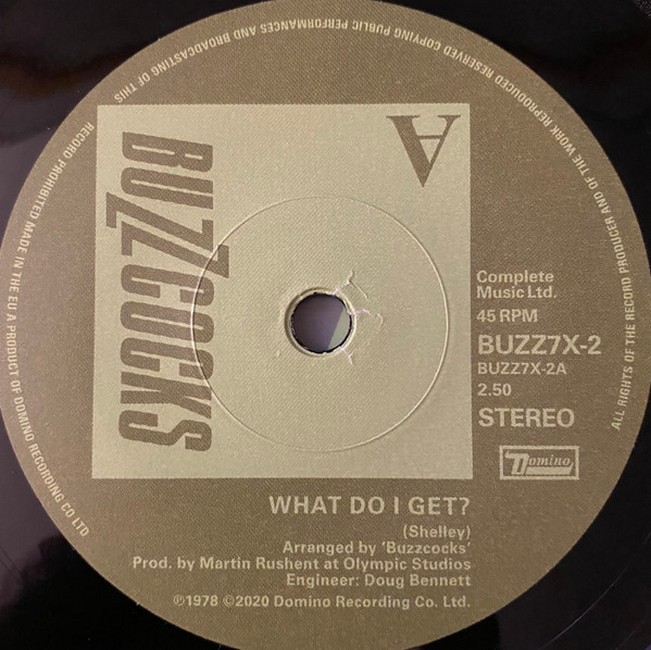 BUZZCOCKS
A
Complete
Music Ltd.
45 RPM
BUZZ7X-2
BUZZ7X-2A
2.50
STEREO
Domino
WHAT DO I GET?
(Shelley)
Arranged by 'Buzzcocks'
Prod. by Martin Rushent at Olympic Studios
Engineer: Doug Bennett
℗1978 ©2020 Domino Recording Co. Ltd.
ALL RIGHTS OF THE RECORD PRODUCER AND OF THE WORK REPRODUCED RESERVED COPYING PUBLIC PERFORMANCES AND BROADCASTING OF THIS RECORD PROHIBITED MADE IN THE EU A PRODUCT OF DOMINO RECORDING CO LTD